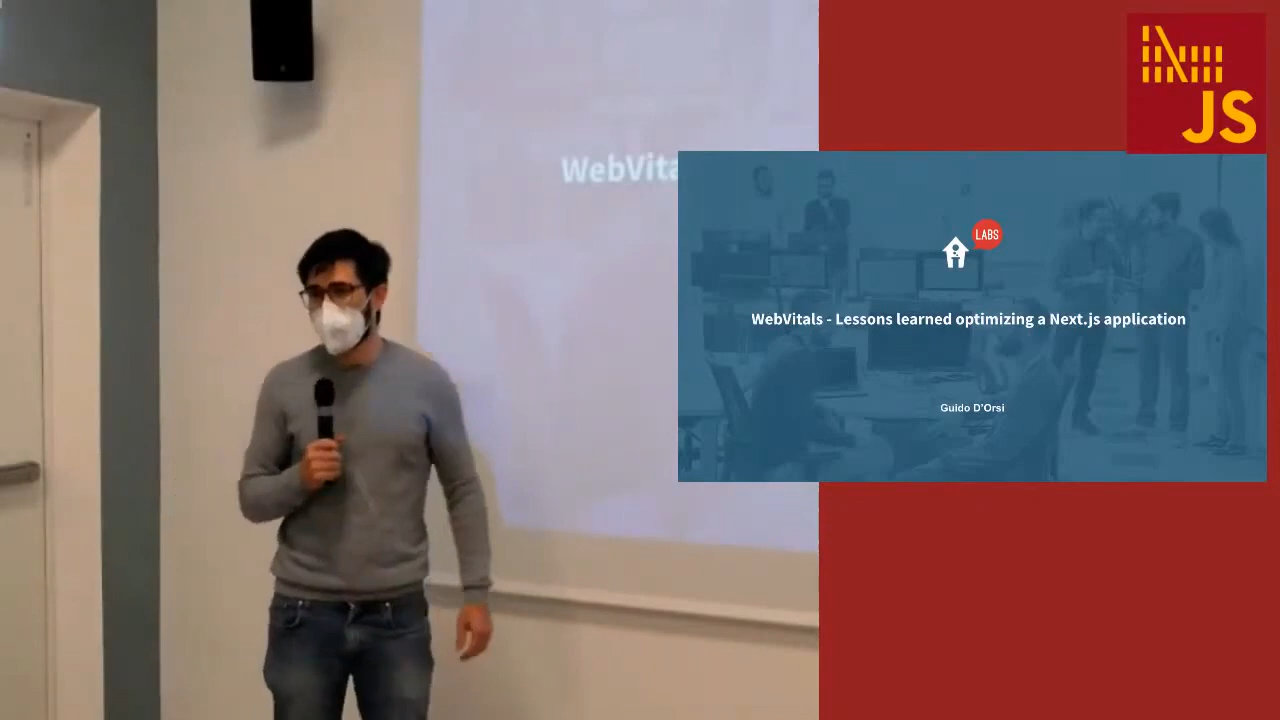 JS
WebVita
LABS
WebVitals - Lessons learned optimizing a Next.js application
Guido D'Orsi